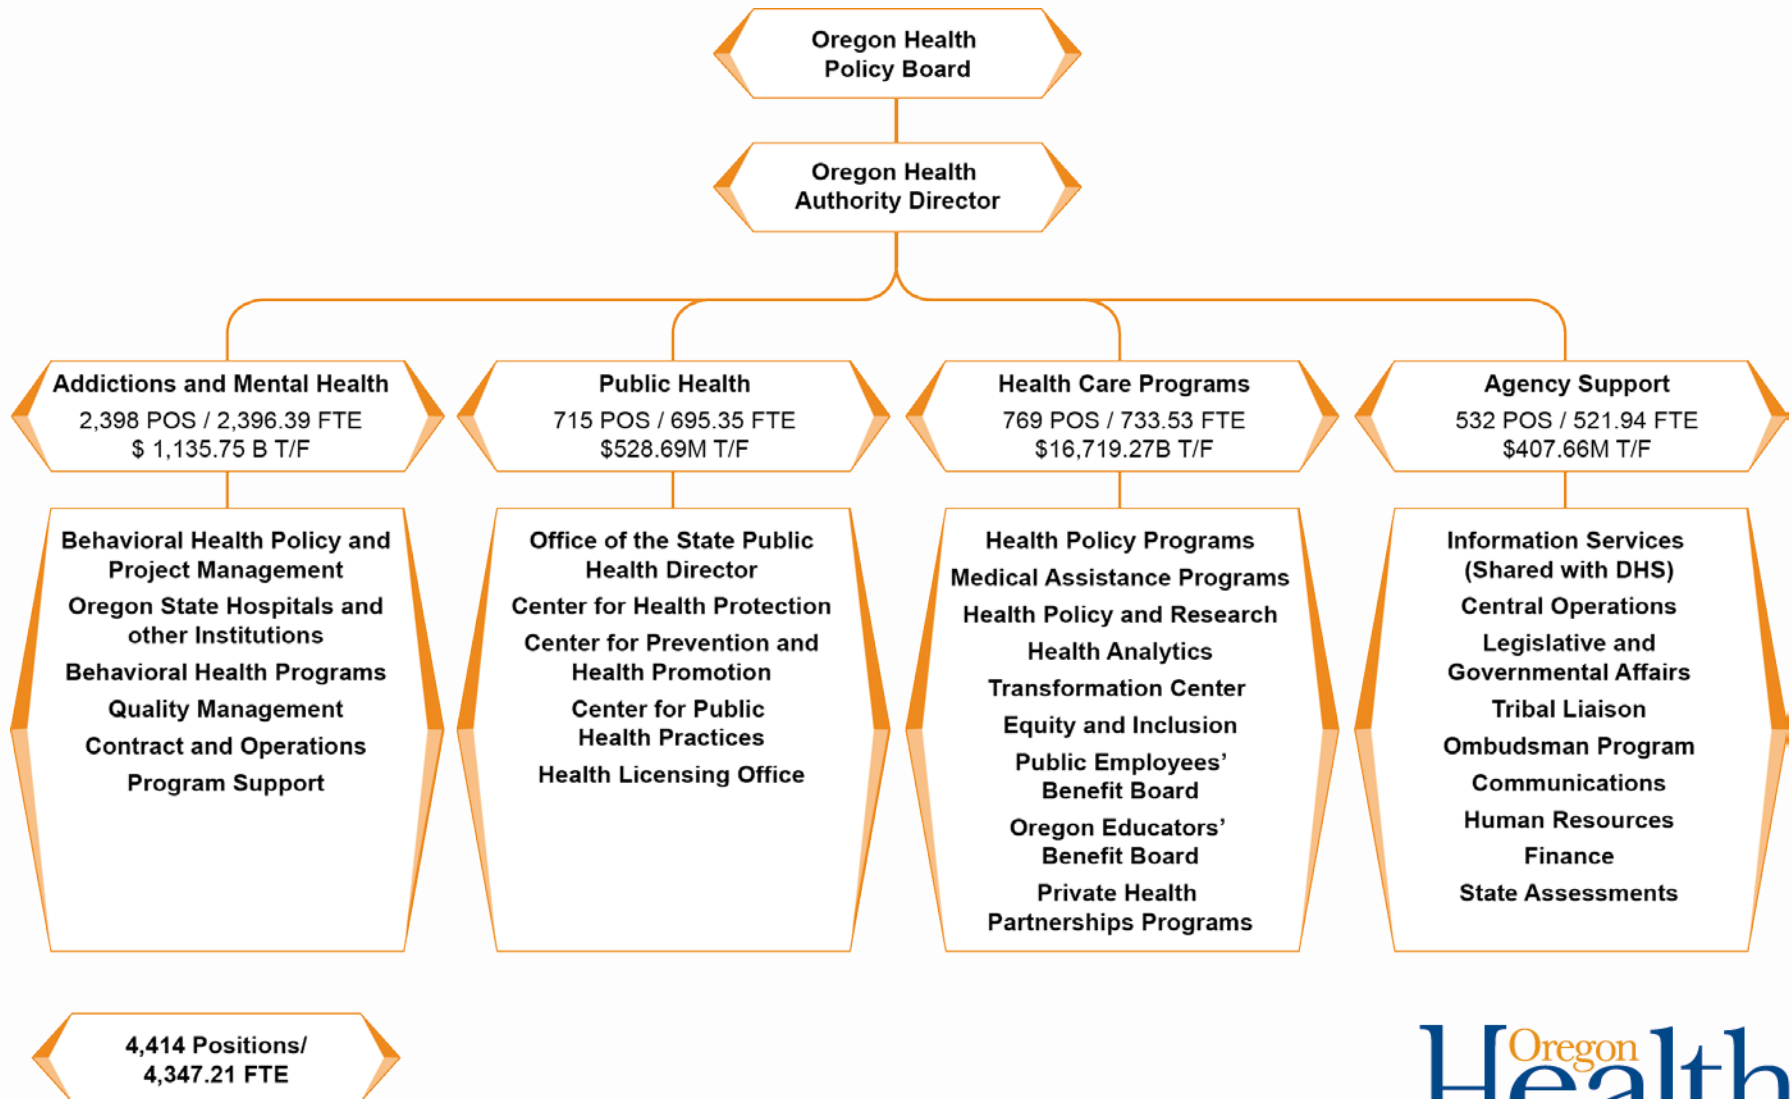 Oregon Health
Policy Board
Oregon Health
Authority Director
Addictions and Mental Health
2,398 POS / 2,396.39 FTE
$ 1,135.75 B T/F
Public Health
715 POS / 695.35 FTE
$528.69M T/F
Health Care Programs
769 POS / 733.53 FTE
$16,719.27B T/F
Agency Support
532 POS / 521.94 FTE
$407.66M T/F
Behavioral Health Policy and
Project Management
Oregon State Hospitals and
other Institutions
Behavioral Health Programs
Quality Management
Contract and Operations
Program Support
Office of the State Public
Health Director
Center for Health Protection
Center for Prevention and
Health Promotion
Center for Public
Health Practices
Health Licensing Office
Health Policy Programs
Medical Assistance Programs
Health Policy and Research
Health Analytics
Transformation Center
Equity and Inclusion
Public Employees’
Benefit Board
Oregon Educators’
Benefit Board
Private Health
Partnerships Programs
Information Services
(Shared with DHS)
Central Operations
Legislative and
Governmental Affairs
Tribal Liaison
Ombudsman Program
Communications
Human Resources
Finance
State Assessments
4,414 Positions/
4,347.21 FTE
Oregon
Health